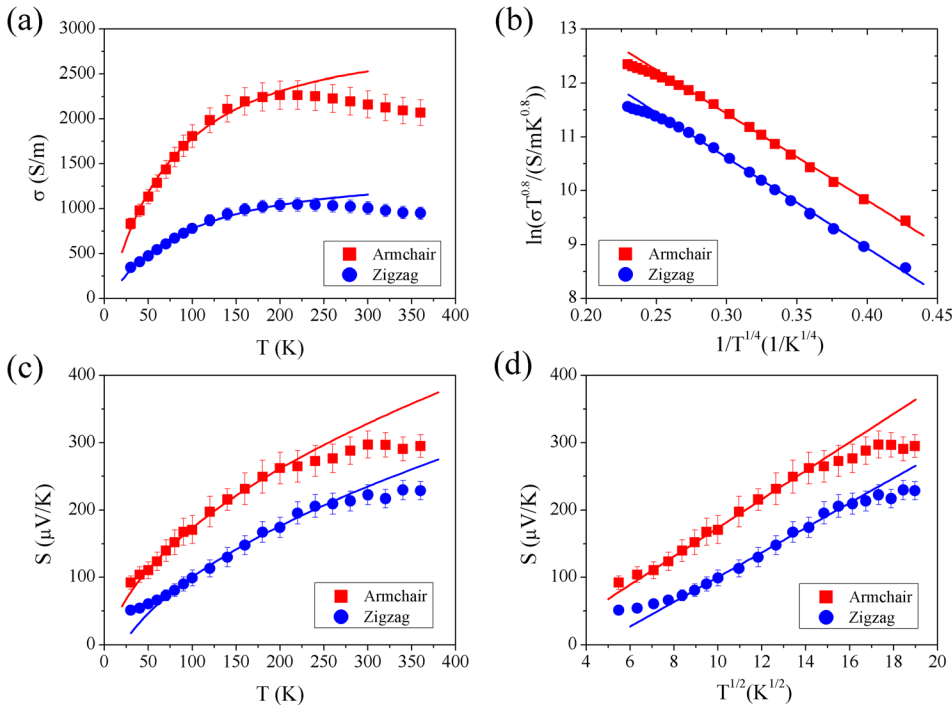 (a)
3000
2500
2000
1500
1000
500
0
σ (S/m)
Armchair
Zigzag
0 50 100 150 200 250 300 350 400
T (K)
(b)
13
12
11
10
9
8
ln(σT^0.8/(S/mK^0.8))
Armchair
Zigzag
0.20 0.25 0.30 0.35 0.40 0.45
1/T^1/4(1/K^1/4)
(c)
400
300
200
100
0
S (μV/K)
Armchair
Zigzag
0 50 100 150 200 250 300 350 400
T (K)
(d)
400
300
200
100
0
S (μV/K)
Armchair
Zigzag
4 6 8 10 12 14 16 18 20
T^1/2(K^1/2)